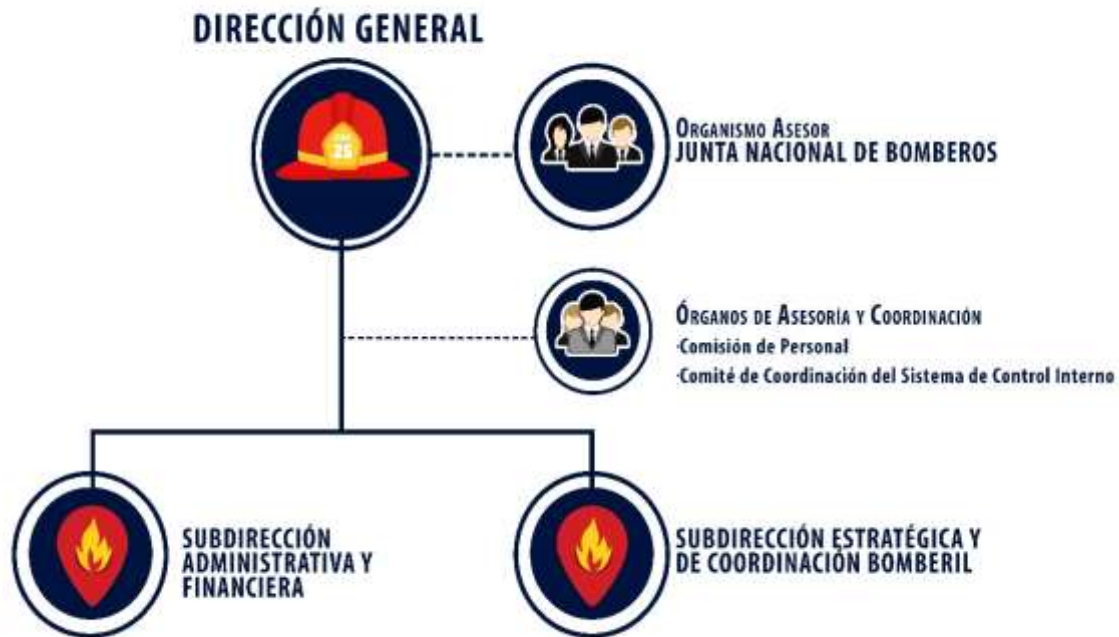 DIRECCIÓN GENERAL
25
ORGANISMO ASESOR
JUNTA NACIONAL DE BOMBEROS
ÓRGANOS DE ASESORÍA Y COORDINACIÓN
·Comisión de Personal
·Comité de Coordinación del Sistema de Control Interno
SUBDIRECCIÓN
ADMINISTRATIVA Y
FINANCIERA
SUBDIRECCIÓN ESTRATÉGICA Y
DE COORDINACIÓN BOMBERIL